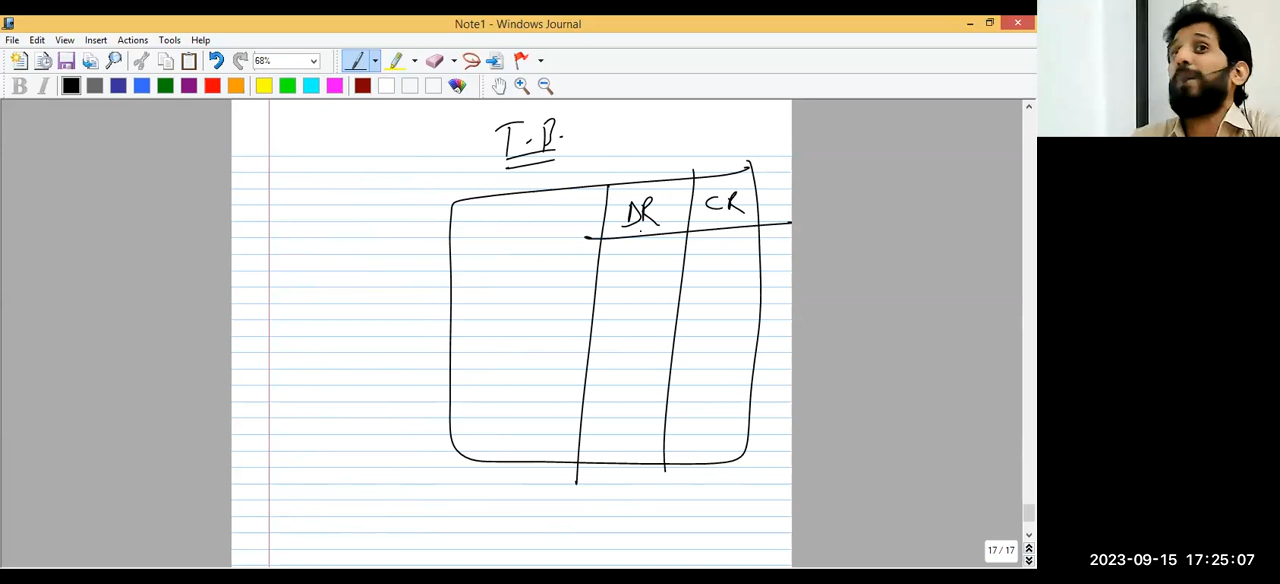 Note1 - Windows Journal
File Edit View Insert Actions Tools Help
68%
B I
T.B.
DR CR
17 / 17
2023-09-15 17:25:07